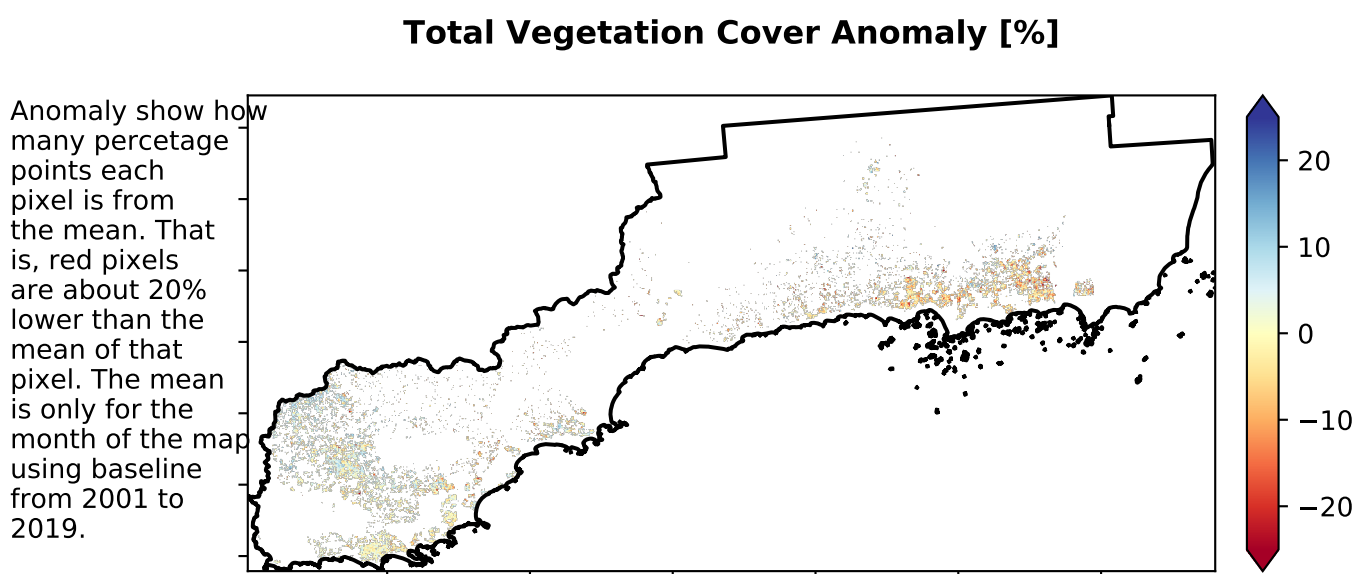 Total Vegetation Cover Anomaly [%]
Anomaly show how
many percetage
points each
pixel is from
the mean. That
is, red pixels
are about 20%
lower than the
mean of that
pixel. The mean
is only for the
month of the map
using baseline
from 2001 to
2019.
20
10
0
−10
−20